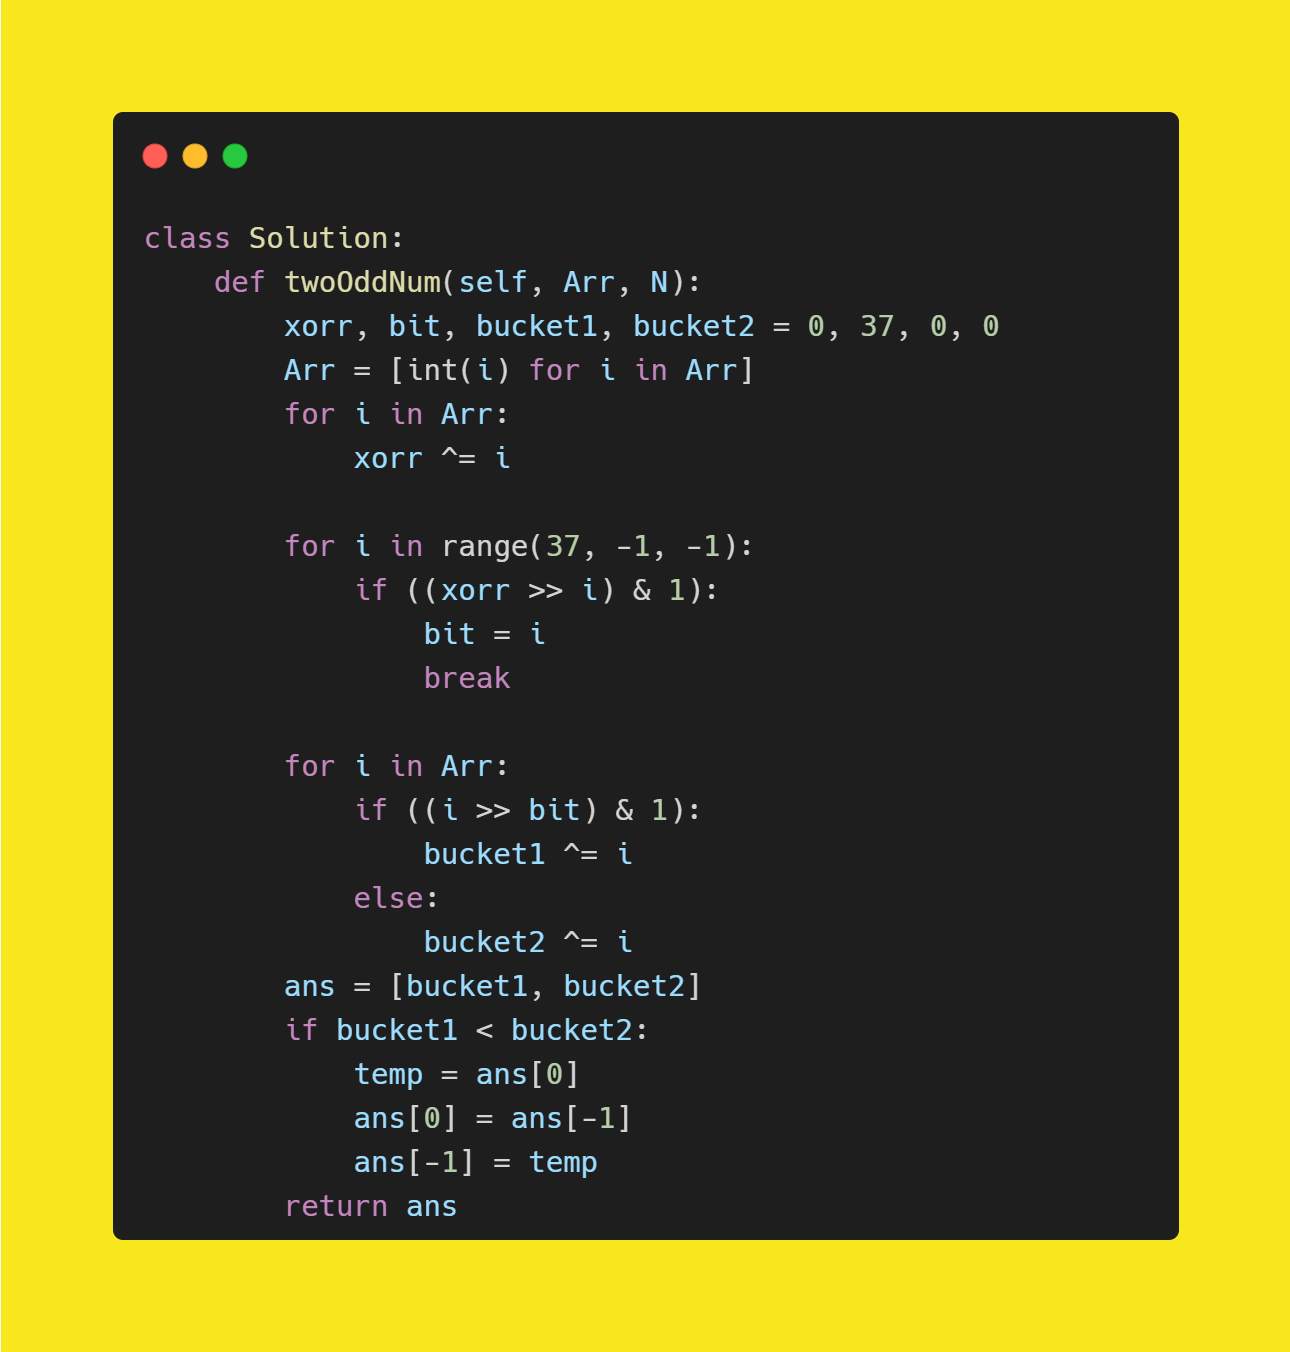 class Solution:
    def twoOddNum(self, Arr, N):
        xorr, bit, bucket1, bucket2 = 0, 37, 0, 0
        Arr = [int(i) for i in Arr]
        for i in Arr:
            xorr ^= i

        for i in range(37, -1, -1):
            if ((xorr >> i) & 1):
                bit = i
                break

        for i in Arr:
            if ((i >> bit) & 1):
                bucket1 ^= i
            else:
                bucket2 ^= i
        ans = [bucket1, bucket2]
        if bucket1 < bucket2:
            temp = ans[0]
            ans[0] = ans[-1]
            ans[-1] = temp
        return ans